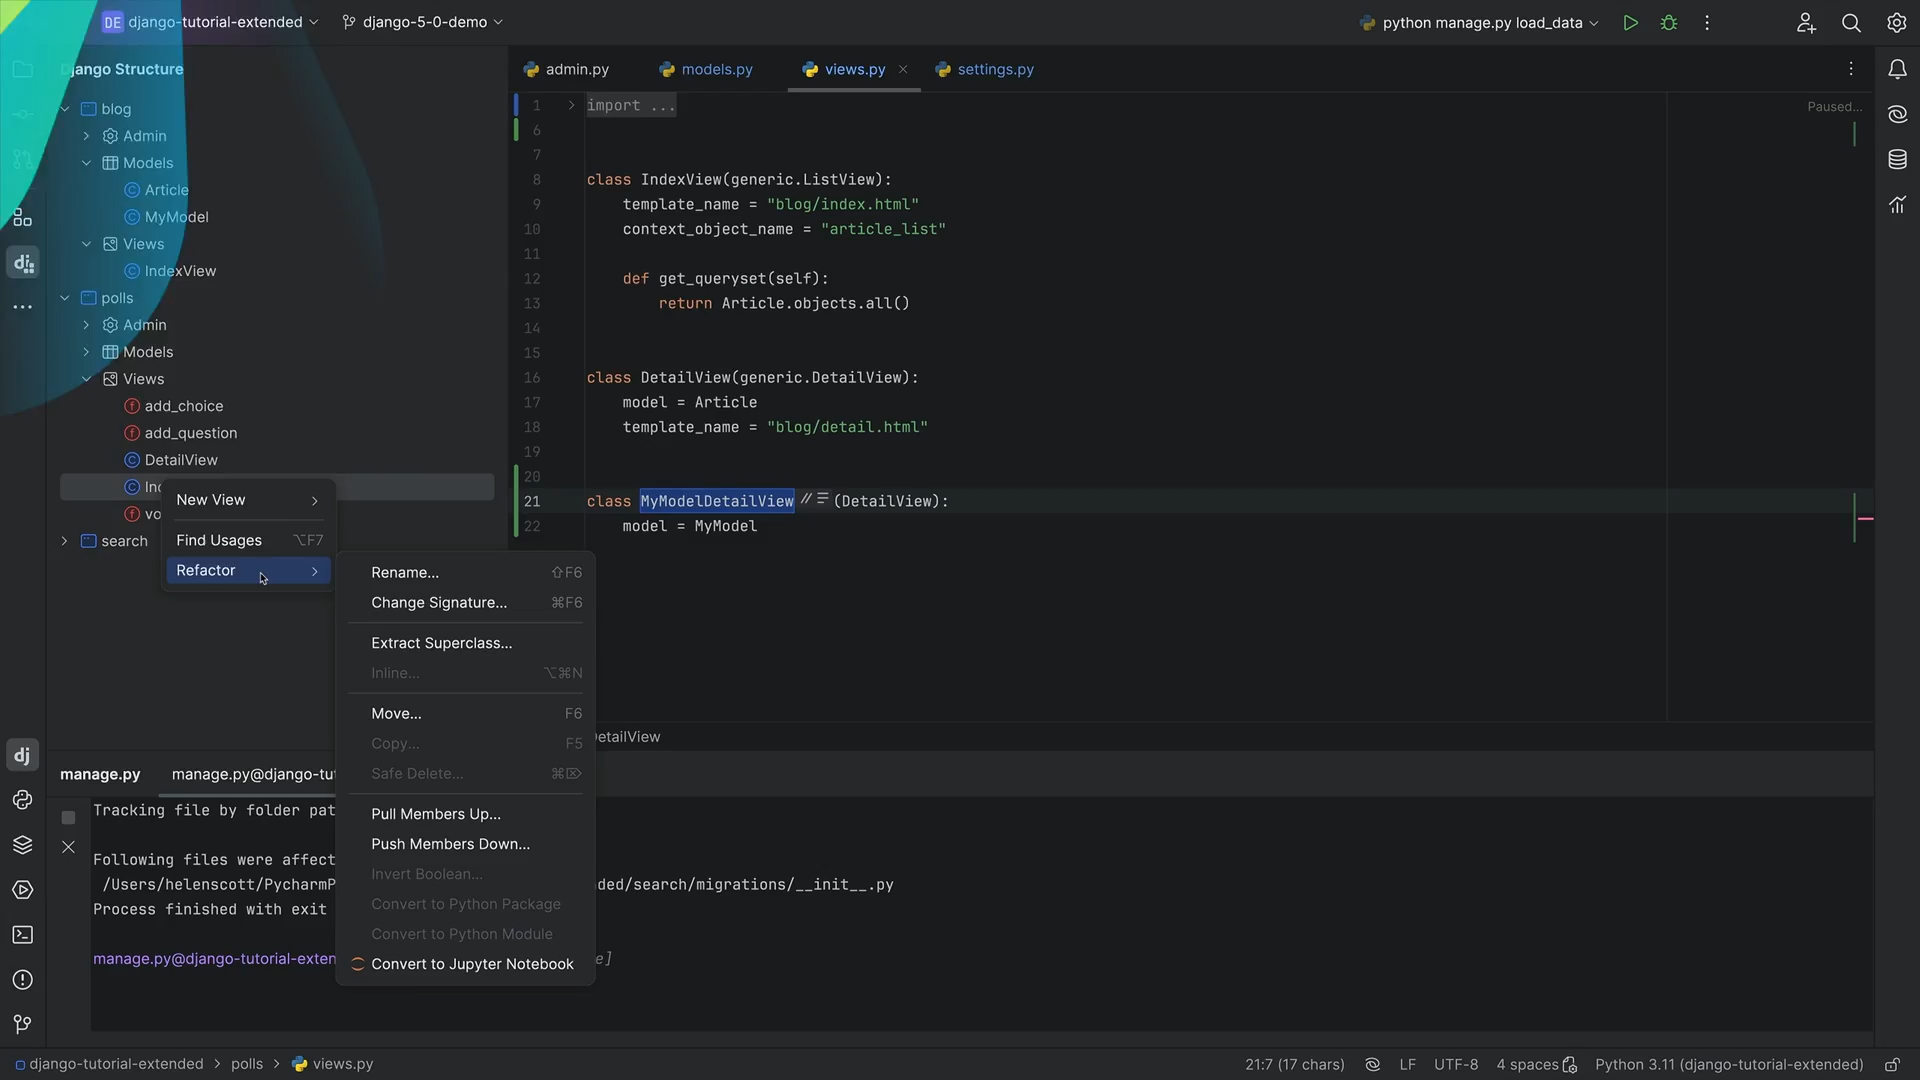 DE django-tutorial-extended django-5-0-demo python manage.py load_data
Django Structure
blog
Admin
Models
Article
MyModel
Views
IndexView
polls
Admin
Models
Views
add_choice
add_question
DetailView
Inc
vo
search
New View
Find Usages ⌥F7
Refactor
Rename... ⇧F6
Change Signature... ⌘F6
Extract Superclass...
Inline... ⌥⌘N
Move... F6
Copy... F5
Safe Delete... ⌘⌦
Pull Members Up...
Push Members Down...
Invert Boolean...
Convert to Python Package
Convert to Python Module
Convert to Jupyter Notebook
admin.py models.py views.py settings.py
Paused...
1 import ...
6
7
8 class IndexView(generic.ListView):
9 template_name = "blog/index.html"
10 context_object_name = "article_list"
11
12 def get_queryset(self):
13 return Article.objects.all()
14
15
16 class DetailView(generic.DetailView):
17 model = Article
18 template_name = "blog/detail.html"
19
20
21 class MyModelDetailView (DetailView):
22 model = MyModel
DetailView
dj
manage.py manage.py@django-tut
Tracking file by folder pat
Following files were affect
/Users/helenscott/PycharmP ded/search/migrations/__init__.py
Process finished with exit
manage.py@django-tutorial-exten e]
django-tutorial-extended > polls > views.py
21:7 (17 chars) LF UTF-8 4 spaces Python 3.11 (django-tutorial-extended)